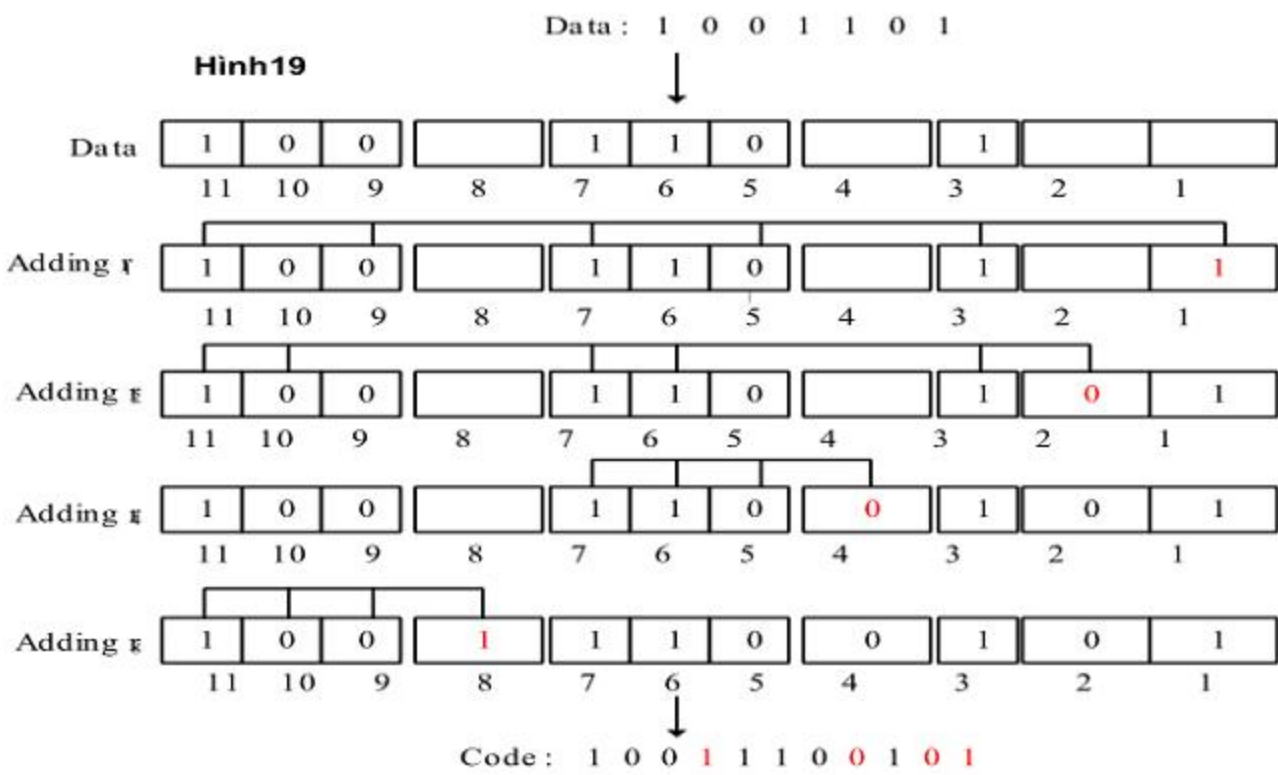 Data : 1 0 0 1 1 0 1
Hình19
Data 1 0 0 1 1 0 1
11 10 9 8 7 6 5 4 3 2 1
Adding r 1 0 0 1 1 0 1 1
11 10 9 8 7 6 5 4 3 2 1
Adding 1 0 0 1 1 0 1 0 1
11 10 9 8 7 6 5 4 3 2 1
Adding 1 0 0 1 1 0 0 1 0 1
11 10 9 8 7 6 5 4 3 2 1
Adding 1 0 0 1 1 1 0 0 1 0 1
11 10 9 8 7 6 5 4 3 2 1
Code : 1 0 0 1 1 1 0 0 1 0 1